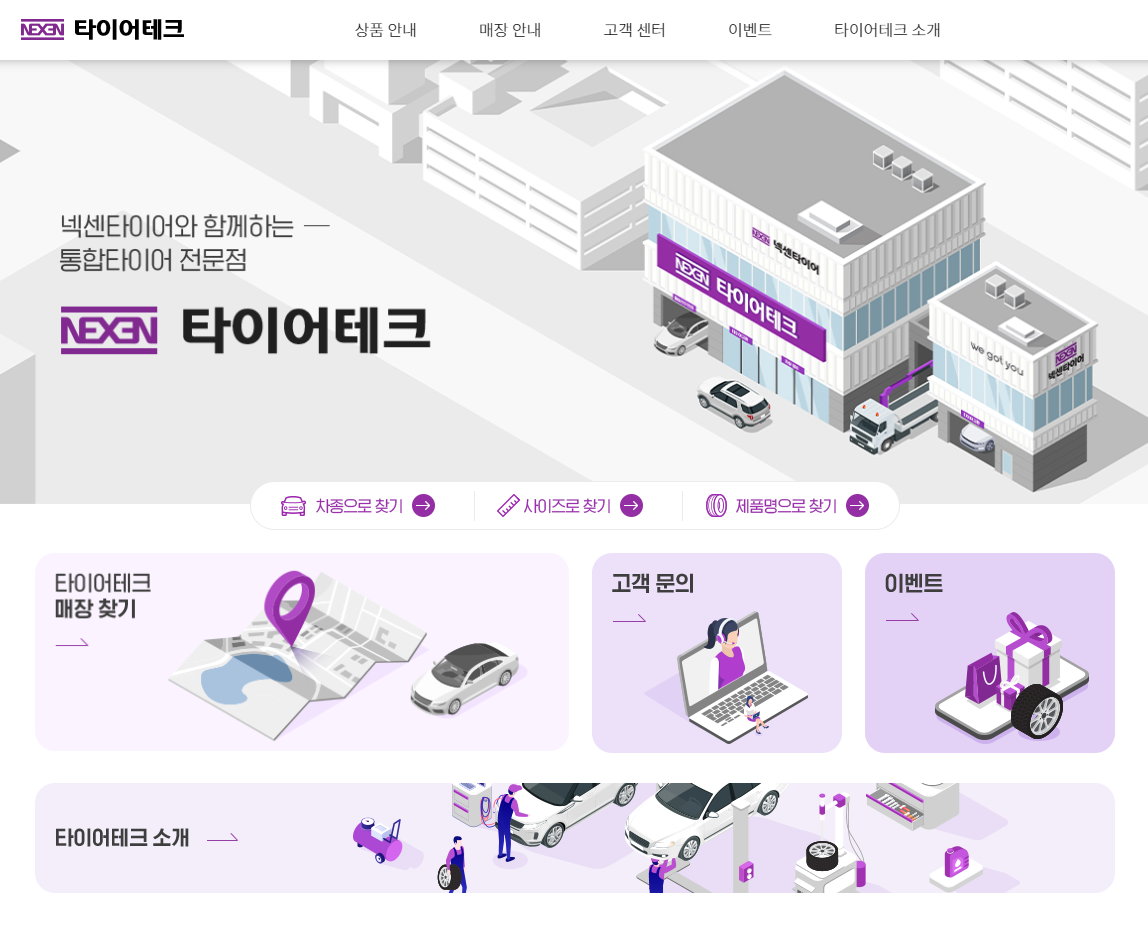 NEXEN 타이어테크
상품 안내
매장 안내
고객 센터
이벤트
타이어테크 소개
넥센타이어와 함께하는
통합타이어 전문점
NEXEN 타이어테크
NEXEN 넥센타이어
NEXEN 타이어테크
we got you
NEXEN
넥센타이어
차종으로 찾기
사이즈로 찾기
제품명으로 찾기
타이어테크
매장 찾기
고객 문의
이벤트
타이어테크 소개